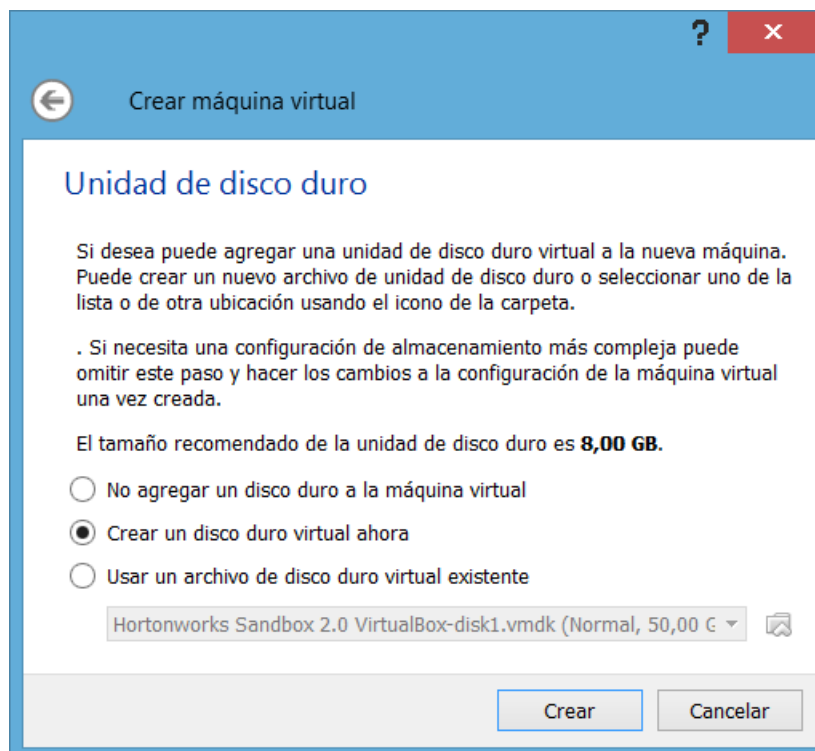 ?
Crear máquina virtual
Unidad de disco duro
Si desea puede agregar una unidad de disco duro virtual a la nueva máquina.
Puede crear un nuevo archivo de unidad de disco duro o seleccionar uno de la
lista o de otra ubicación usando el icono de la carpeta.
. Si necesita una configuración de almacenamiento más compleja puede
omitir este paso y hacer los cambios a la configuración de la máquina virtual
una vez creada.
El tamaño recomendado de la unidad de disco duro es 8,00 GB.
No agregar un disco duro a la máquina virtual
Crear un disco duro virtual ahora
Usar un archivo de disco duro virtual existente
Hortonworks Sandbox 2.0 VirtualBox-disk1.vmdk (Normal, 50,00 G
Crear Cancelar